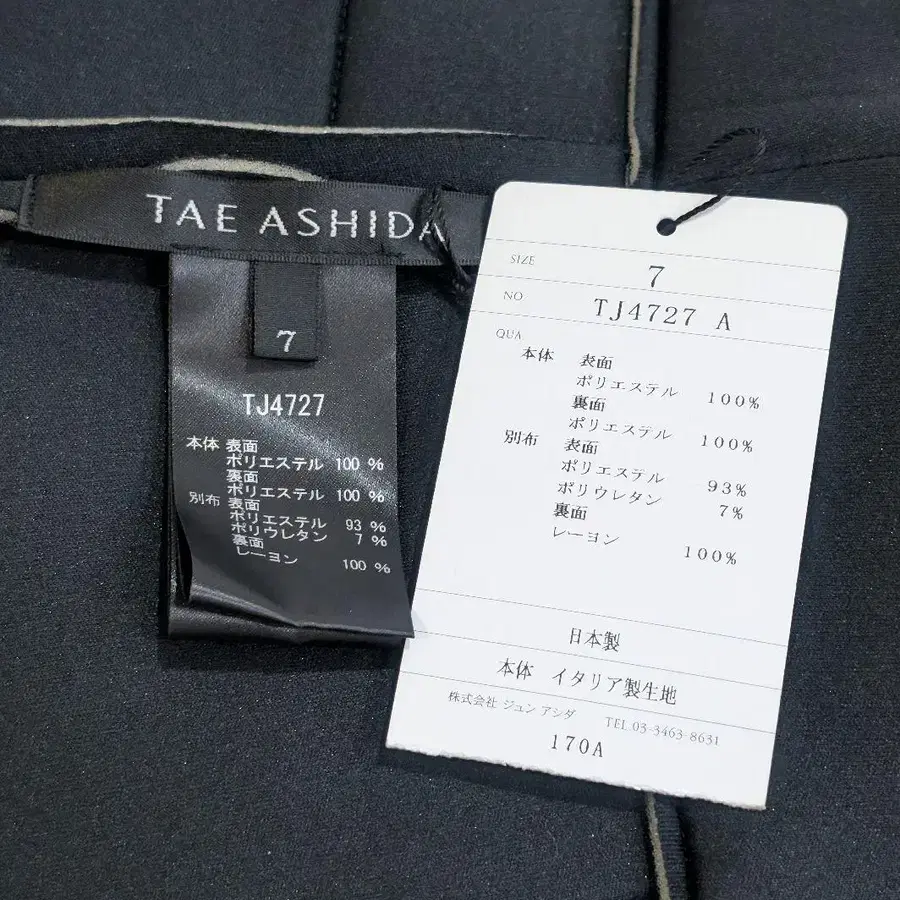 TAE ASHIDA
7
TJ4727
本体 表面
ポリエステル 100 %
裏面
ポリエステル 100 %
別布 表面
ポリエステル 93 %
ポリウレタン 7 %
裏面
レーヨン 100 %
SIZE 7
NO TJ4727 A
QUA
本体 表面
ポリエステル 100%
裏面
ポリエステル 100%
別布 表面
ポリエステル 93%
ポリウレタン 7%
裏面
レーヨン 100%
日本製
本体 イタリア製生地
株式会社 ジュン アシダ TEL.03-3463-8631
170A